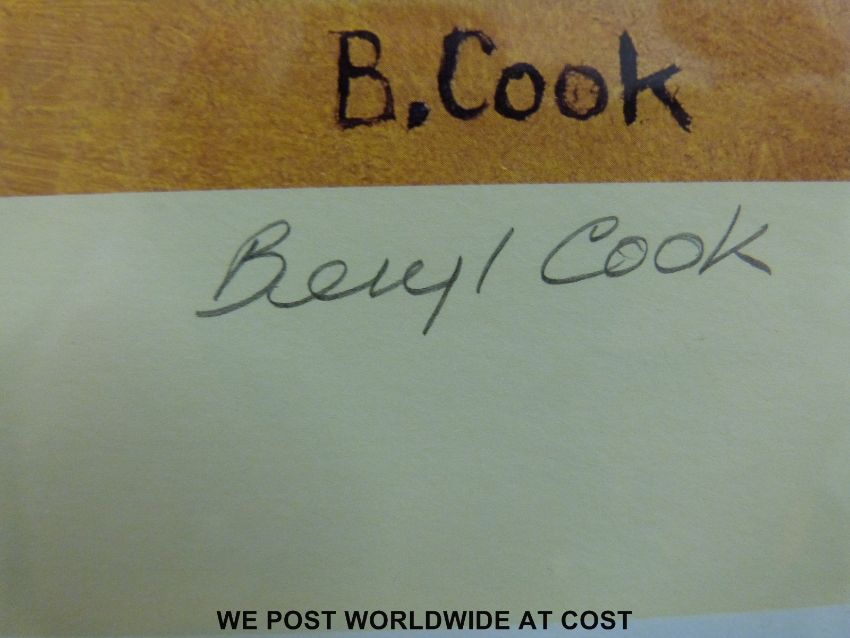 B. Cook
Beryl Cook
WE POST WORLDWIDE AT COST